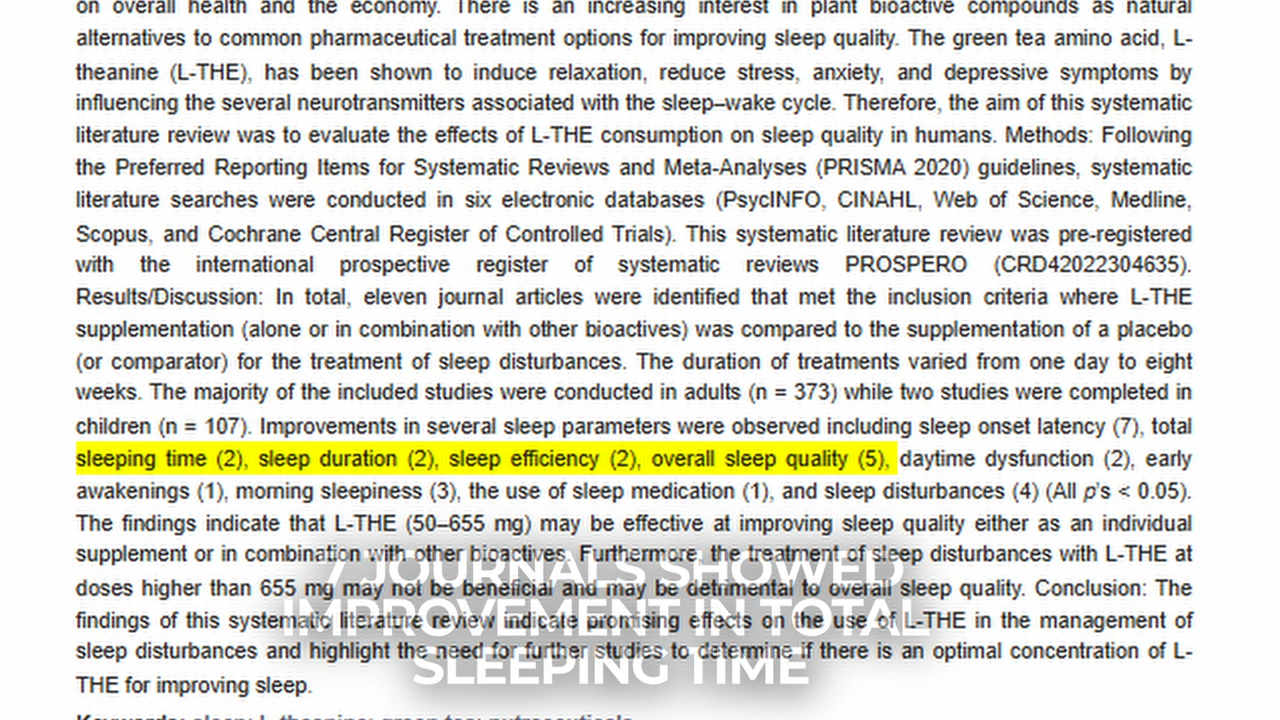 on overall health and the economy. There is an increasing interest in plant bioactive compounds as natural
alternatives to common pharmaceutical treatment options for improving sleep quality. The green tea amino acid, L-
theanine (L-THE), has been shown to induce relaxation, reduce stress, anxiety, and depressive symptoms by
influencing the several neurotransmitters associated with the sleep–wake cycle. Therefore, the aim of this systematic
literature review was to evaluate the effects of L-THE consumption on sleep quality in humans. Methods: Following
the Preferred Reporting Items for Systematic Reviews and Meta-Analyses (PRISMA 2020) guidelines, systematic
literature searches were conducted in six electronic databases (PsycINFO, CINAHL, Web of Science, Medline,
Scopus, and Cochrane Central Register of Controlled Trials). This systematic literature review was pre-registered
with the international prospective register of systematic reviews PROSPERO (CRD42022304635).
Results/Discussion: In total, eleven journal articles were identified that met the inclusion criteria where L-THE
supplementation (alone or in combination with other bioactives) was compared to the supplementation of a placebo
(or comparator) for the treatment of sleep disturbances. The duration of treatments varied from one day to eight
weeks. The majority of the included studies were conducted in adults (n = 373) while two studies were completed in
children (n = 107). Improvements in several sleep parameters were observed including sleep onset latency (7), total
sleeping time (2), sleep duration (2), sleep efficiency (2), overall sleep quality (5), daytime dysfunction (2), early
awakenings (1), morning sleepiness (3), the use of sleep medication (1), and sleep disturbances (4) (All p's < 0.05).
The findings indicate that L-THE (50–655 mg) may be effective at improving sleep quality either as an individual
supplement or in combination with other bioactives. Furthermore, the treatment of sleep disturbances with L-THE at
doses higher than 655 mg may not be beneficial and may be detrimental to overall sleep quality. Conclusion: The
findings of this systematic literature review indicate promising effects on the use of L-THE in the management of
sleep disturbances and highlight the need for further studies to determine if there is an optimal concentration of L-
THE for improving sleep.
Keywords: sleep; L-theanine; green tea; nutraceuticals
7 JOURNALS SHOWED
IMPROVEMENT IN TOTAL
SLEEPING TIME